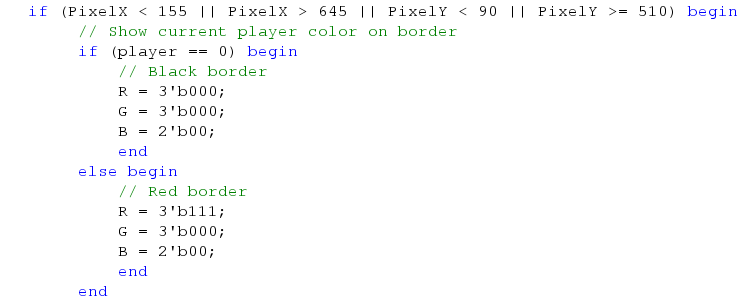 if (PixelX < 155 || PixelX > 645 || PixelY < 90 || PixelY >= 510) begin
// Show current player color on border
if (player == 0) begin
// Black border
R = 3'b000;
G = 3'b000;
B = 2'b00;
end
else begin
// Red border
R = 3'b111;
G = 3'b000;
B = 2'b00;
end
end